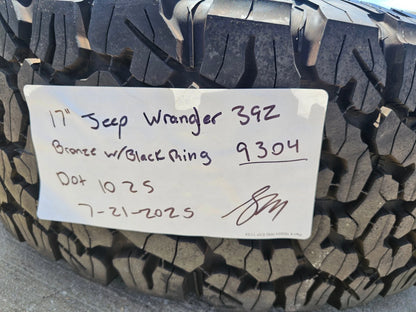 17" Jeep Wrangler 392
Bronze w/Black Ring 9304
Dot 1025
7-21-2025